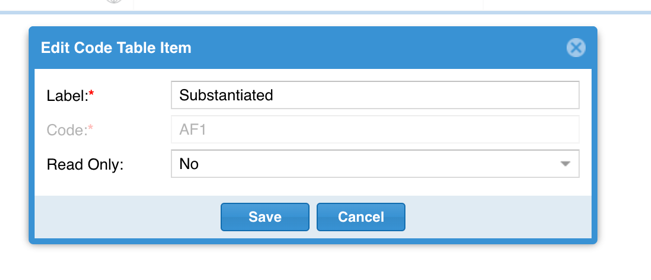 Edit Code Table Item
Label:* Substantiated
Code:* AF1
Read Only: No
Save Cancel